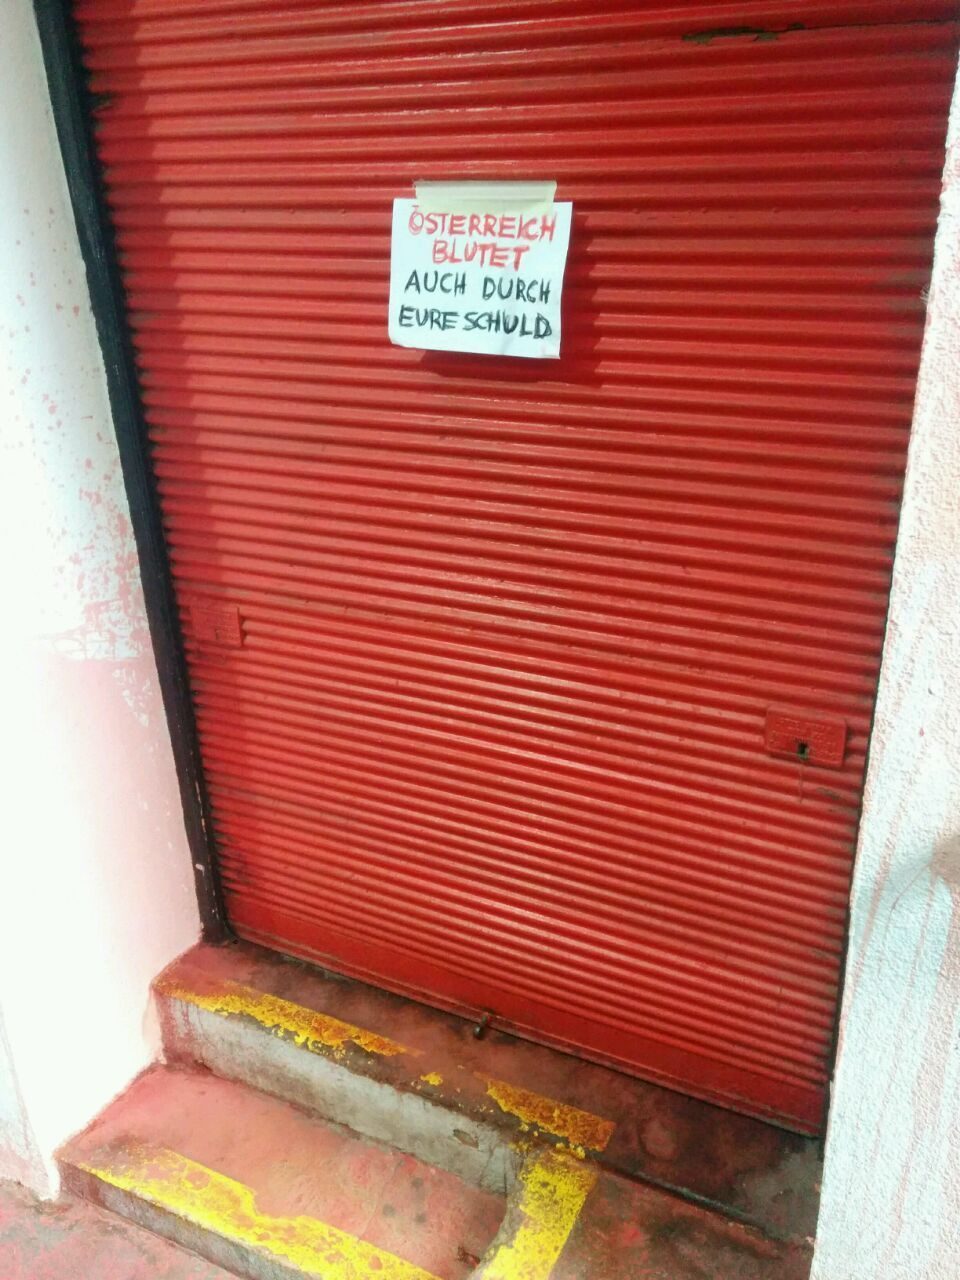 ÖSTERREICH
BLUTET
AUCH DURCH
EURE SCHULD